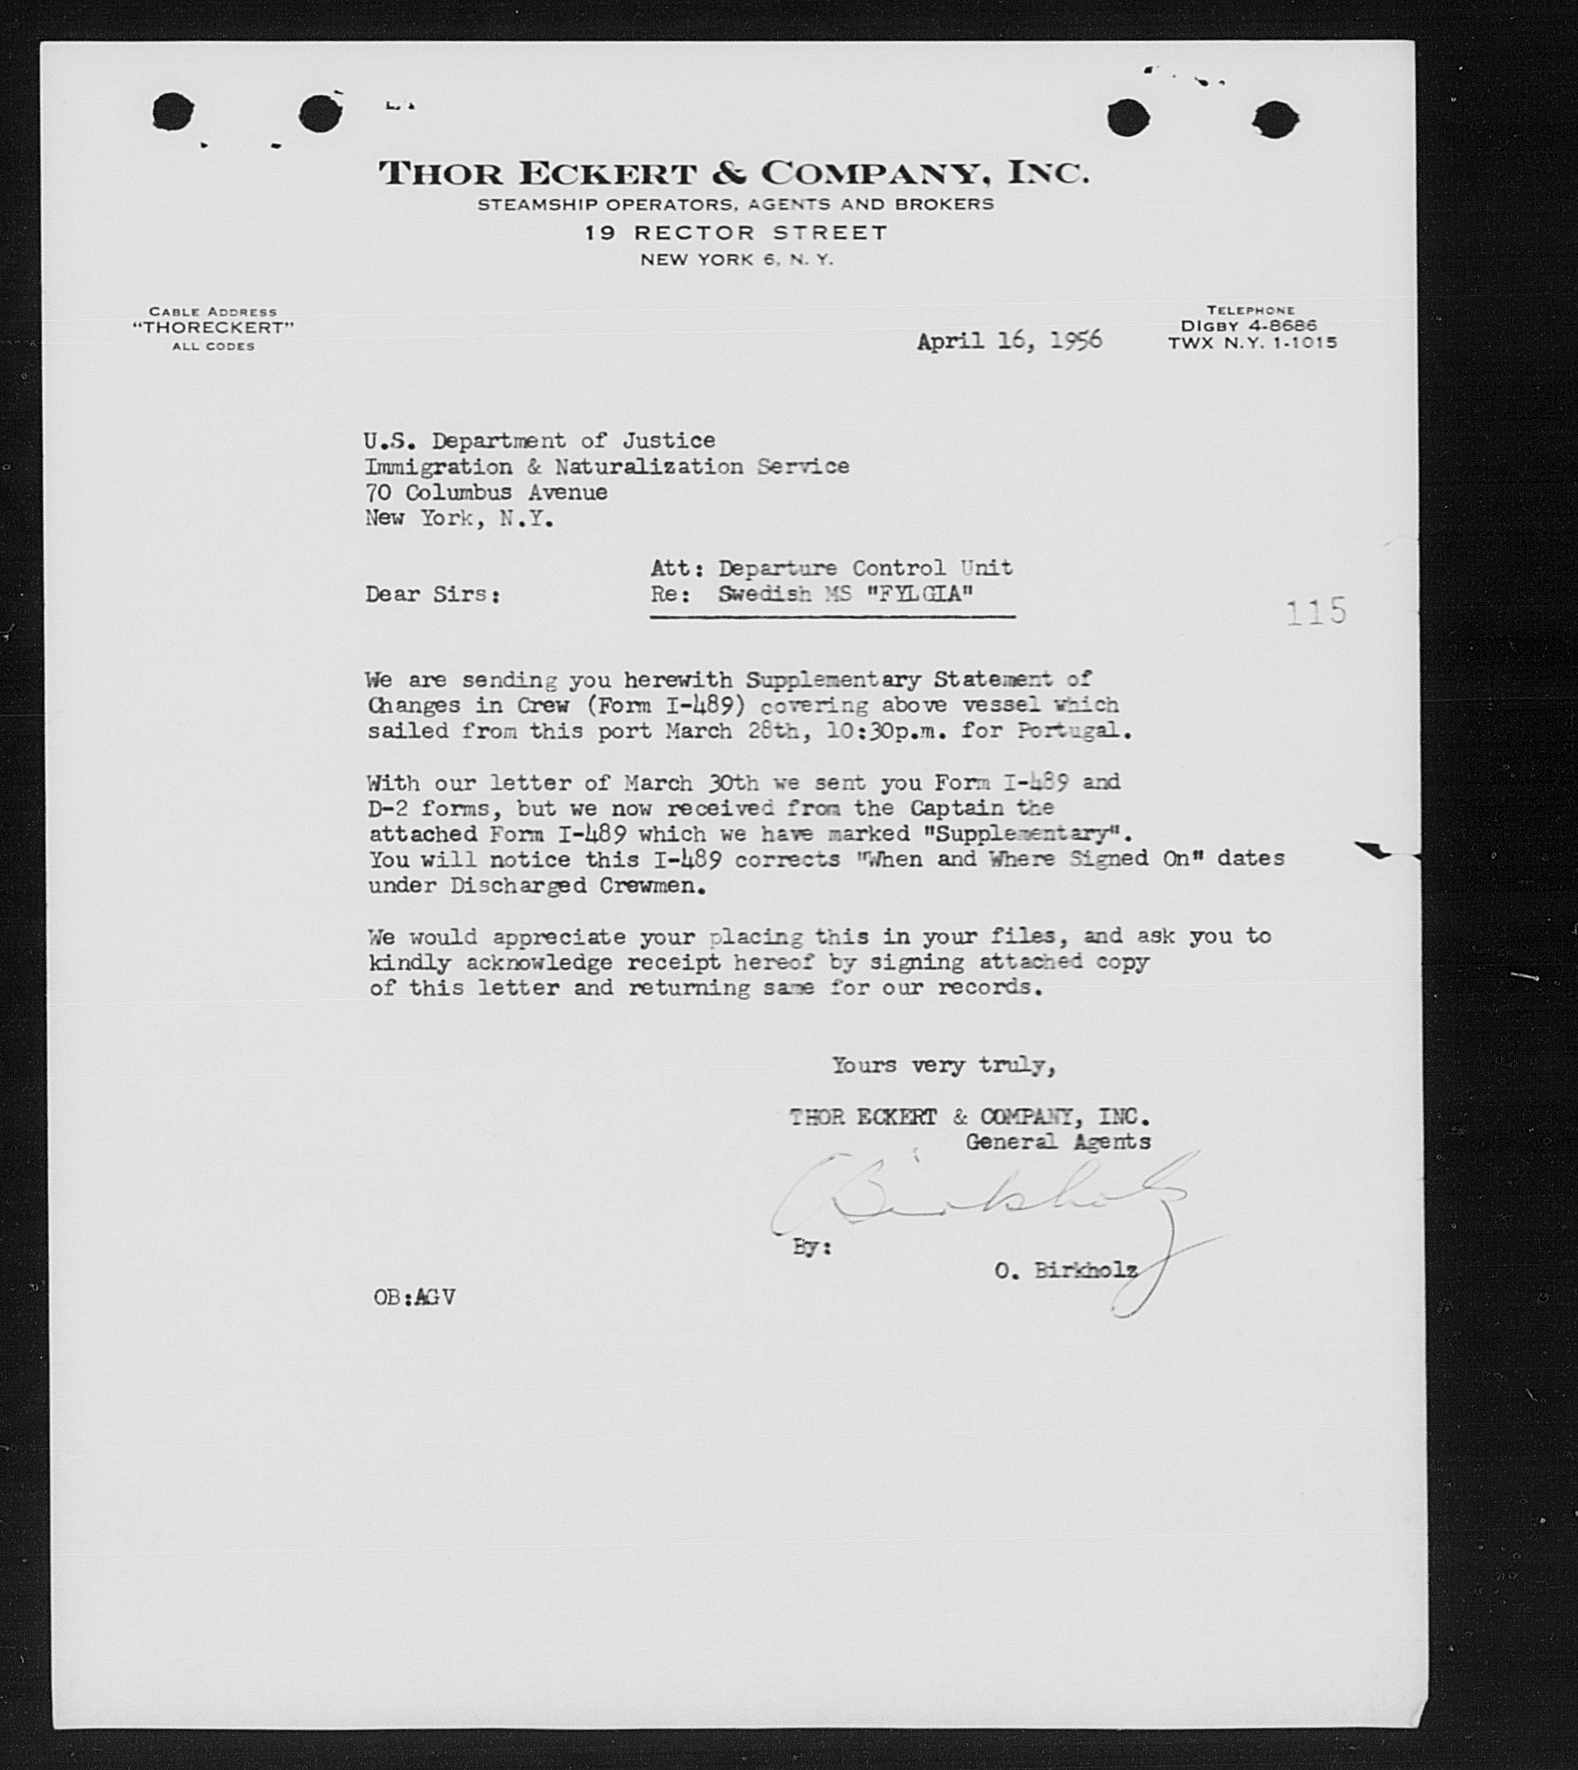 THOR ECKERT & COMPANY, INC.
STEAMSHIP OPERATORS, AGENTS AND BROKERS
19 RECTOR STREET
NEW YORK 6, N. Y.
CABLE ADDRESS
"THORECKERT"
ALL CODES
TELEPHONE
DIGBY 4-8686
TWX N.Y. 1-1015
April 16, 1956
U.S. Department of Justice
Immigration & Naturalization Service
70 Columbus Avenue
New York, N.Y.
Att: Departure Control Unit
Dear Sirs: Re: Swedish MS "FYLGIA"
115
We are sending you herewith Supplementary Statement of
Changes in Crew (Form I-489) covering above vessel which
sailed from this port March 28th, 10:30p.m. for Portugal.
With our letter of March 30th we sent you Form I-489 and
D-2 forms, but we now received from the Captain the
attached Form I-489 which we have marked "Supplementary".
You will notice this I-489 corrects "When and Where Signed On" dates
under Discharged Crewmen.
We would appreciate your placing this in your files, and ask you to
kindly acknowledge receipt hereof by signing attached copy
of this letter and returning same for our records.
Yours very truly,
THOR ECKERT & COMPANY, INC.
General Agents
OBirkholz
By:
O. Birkholz
OB:AGV